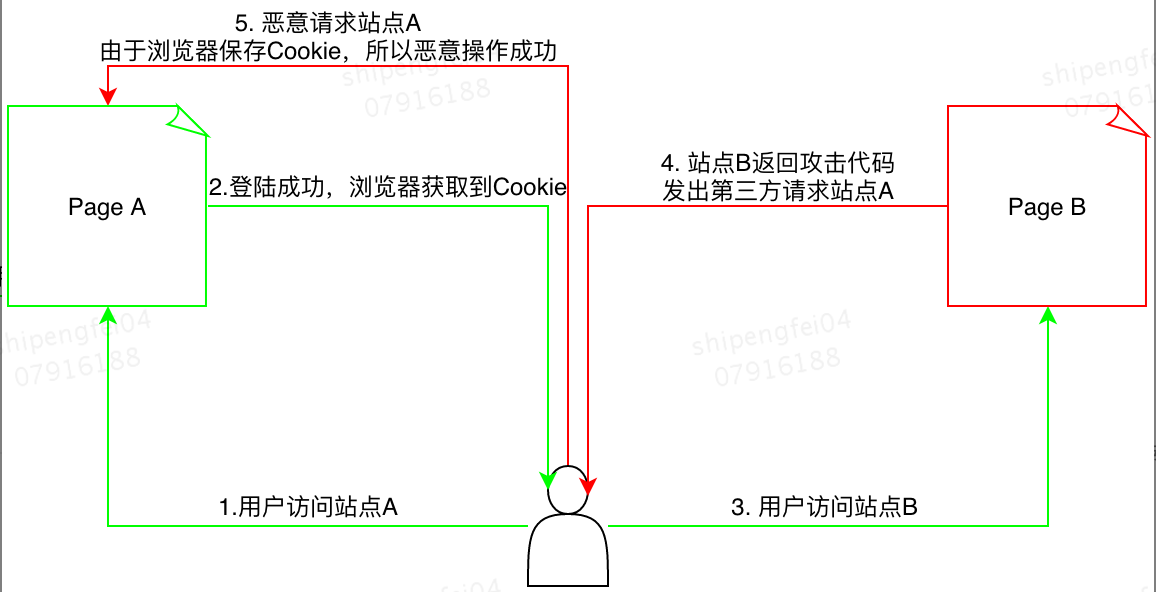 5. 恶意请求站点A
由于浏览器保存Cookie，所以恶意操作成功
shipengfei04
07916188
shipengfe
079161
4. 站点B返回攻击代码
发出第三方请求站点A
2.登陆成功，浏览器获取到Cookie
Page A
Page B
shipengfei04
07916188
shipengfei04
07916188
1.用户访问站点A
3. 用户访问站点B